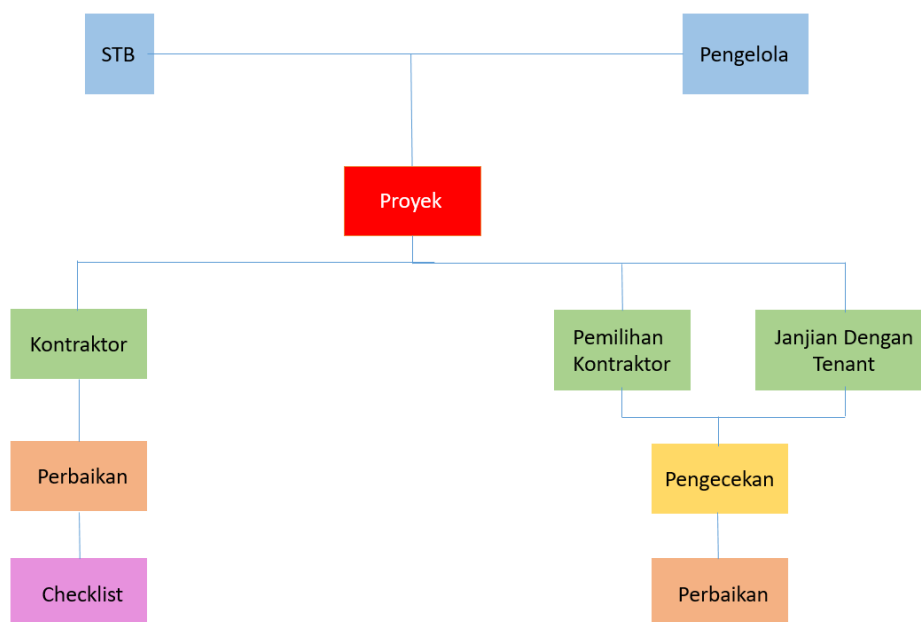 STB
Pengelola
Proyek
Kontraktor
Pemilihan
Kontraktor
Janjian Dengan
Tenant
Perbaikan
Pengecekan
Checklist
Perbaikan